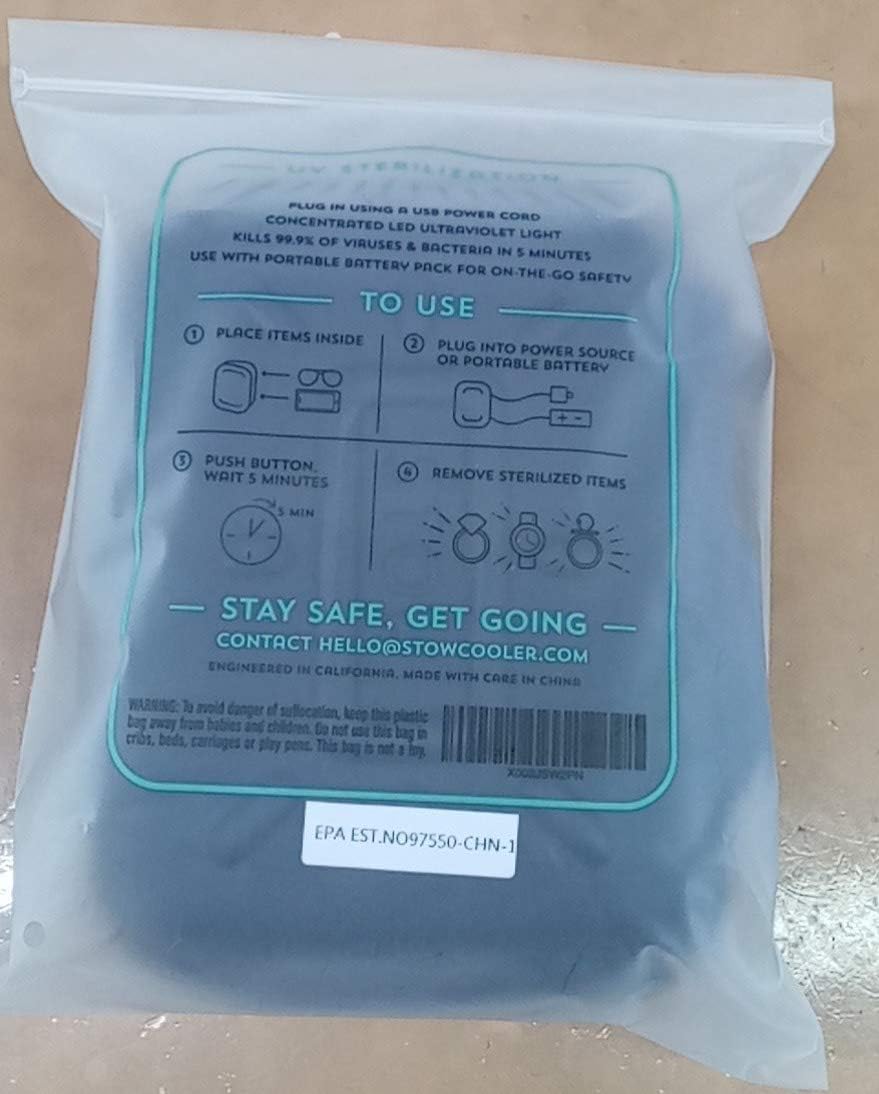 UV STERILIZATION
PLUG IN USING A USB POWER CORD
CONCENTRATED LED ULTRAVIOLET LIGHT
KILLS 99.9% OF VIRUSES & BACTERIA IN 5 MINUTES
USE WITH PORTABLE BATTERY PACK FOR ON-THE-GO SAFETY
TO USE
1 PLACE ITEMS INSIDE
2 PLUG INTO POWER SOURCE
OR PORTABLE BATTERY
3 PUSH BUTTON,
WAIT 5 MINUTES
5 MIN
4 REMOVE STERILIZED ITEMS
STAY SAFE, GET GOING
CONTACT HELLO@STOWCOOLER.COM
ENGINEERED IN CALIFORNIA. MADE WITH CARE IN CHINA
WARNING: To avoid danger of suffocation, keep this plastic
bag away from babies and children. Do not use this bag in
cribs, beds, carriages or play pens. This bag is not a toy.
EPA EST.NO97550-CHN-1